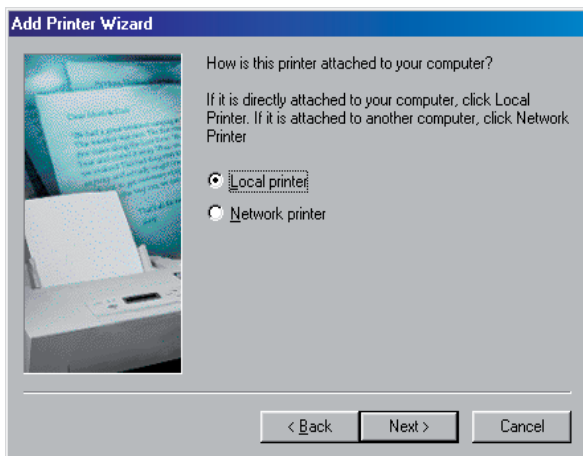 Add Printer Wizard
How is this printer attached to your computer?
If it is directly attached to your computer, click Local
Printer. If it is attached to another computer, click Network
Printer
Local printer
Network printer
< Back
Next >
Cancel